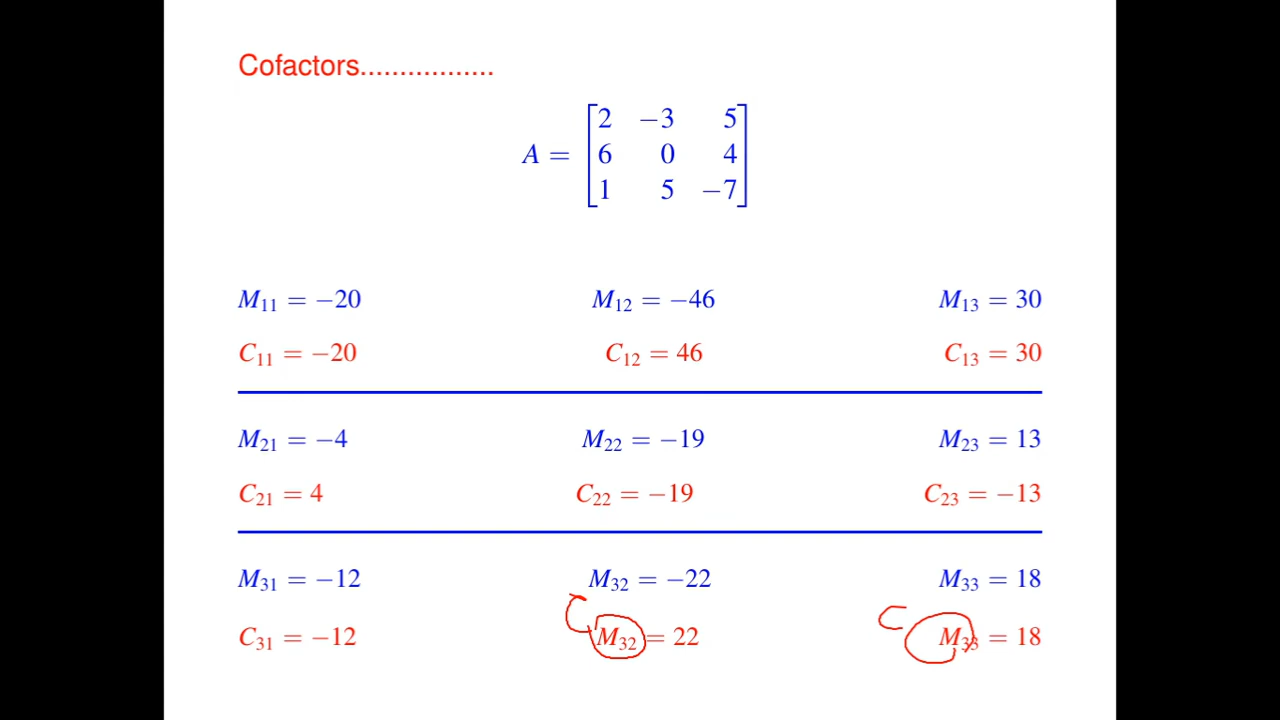 Cofactors.................
A = [2 −3 5
6 0 4
1 5 −7]
M11 = −20 M12 = −46 M13 = 30
C11 = −20 C12 = 46 C13 = 30
M21 = −4 M22 = −19 M23 = 13
C21 = 4 C22 = −19 C23 = −13
M31 = −12 M32 = −22 M33 = 18
C C
C31 = −12 M32 = 22 M33 = 18